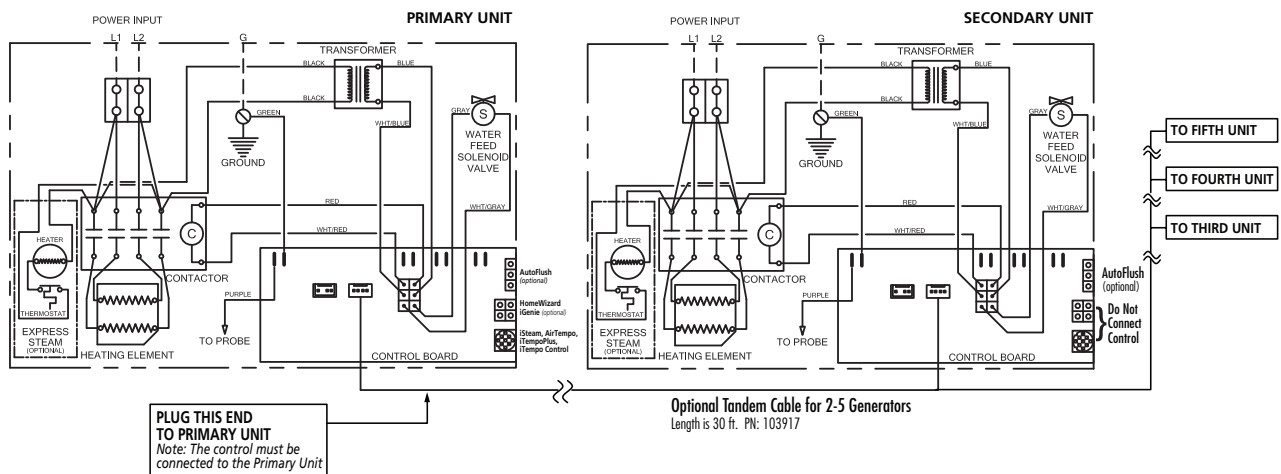 PRIMARY UNIT
POWER INPUT
L1 L2 G
TRANSFORMER
BLACK
BLUE
BLACK
GREEN
GROUND
WHT/BLUE
GRAY
S
WATER
FEED
SOLENOID
VALVE
WHT/GRAY
RED
WHT/RED
C
CONTACTOR
HEATER
THERMOSTAT
EXPRESS
STEAM
(OPTIONAL)
HEATING ELEMENT
PURPLE
TO PROBE
CONTROL BOARD
AutoFlush
(optional)
HomeWizard
iGenie (optional)
iSteam, AirTempo,
iTempoPlus,
iTempo Control
SECONDARY UNIT
POWER INPUT
L1 L2 G
TRANSFORMER
BLACK
BLUE
BLACK
GREEN
GROUND
WHT/BLUE
GRAY
S
WATER
FEED
SOLENOID
VALVE
WHT/GRAY
RED
WHT/RED
C
CONTACTOR
HEATER
THERMOSTAT
EXPRESS
STEAM
(OPTIONAL)
HEATING ELEMENT
PURPLE
TO PROBE
CONTROL BOARD
AutoFlush
(optional)
Do Not
Connect
Control
TO FIFTH UNIT
TO FOURTH UNIT
TO THIRD UNIT
PLUG THIS END
TO PRIMARY UNIT
Note: The control must be
connected to the Primary Unit
Optional Tandem Cable for 2-5 Generators
Length is 30 ft. PN: 103917